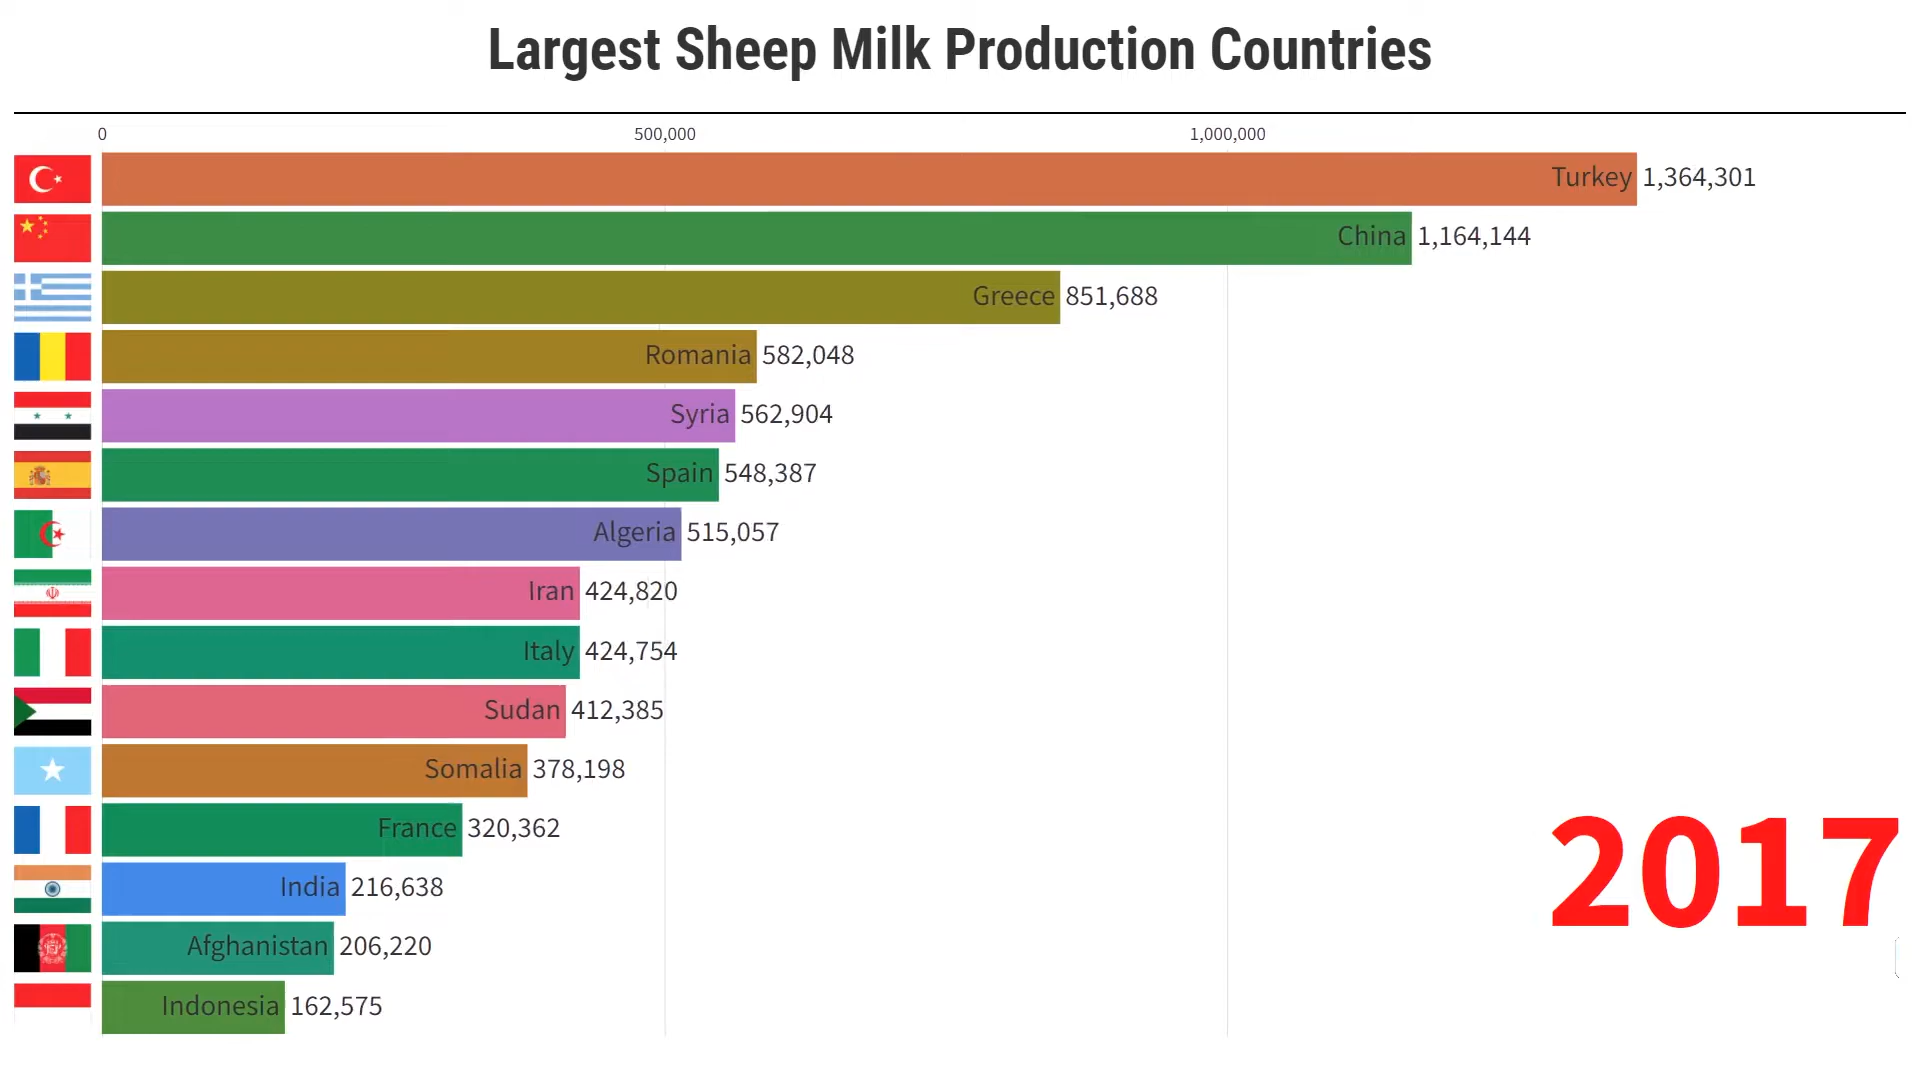 Largest Sheep Milk Production Countries
0 500,000 1,000,000
Turkey 1,364,301
China 1,164,144
Greece 851,688
Romania 582,048
Syria 562,904
Spain 548,387
Algeria 515,057
Iran 424,820
Italy 424,754
Sudan 412,385
Somalia 378,198
France 320,362
India 216,638
Afghanistan 206,220
Indonesia 162,575
2017